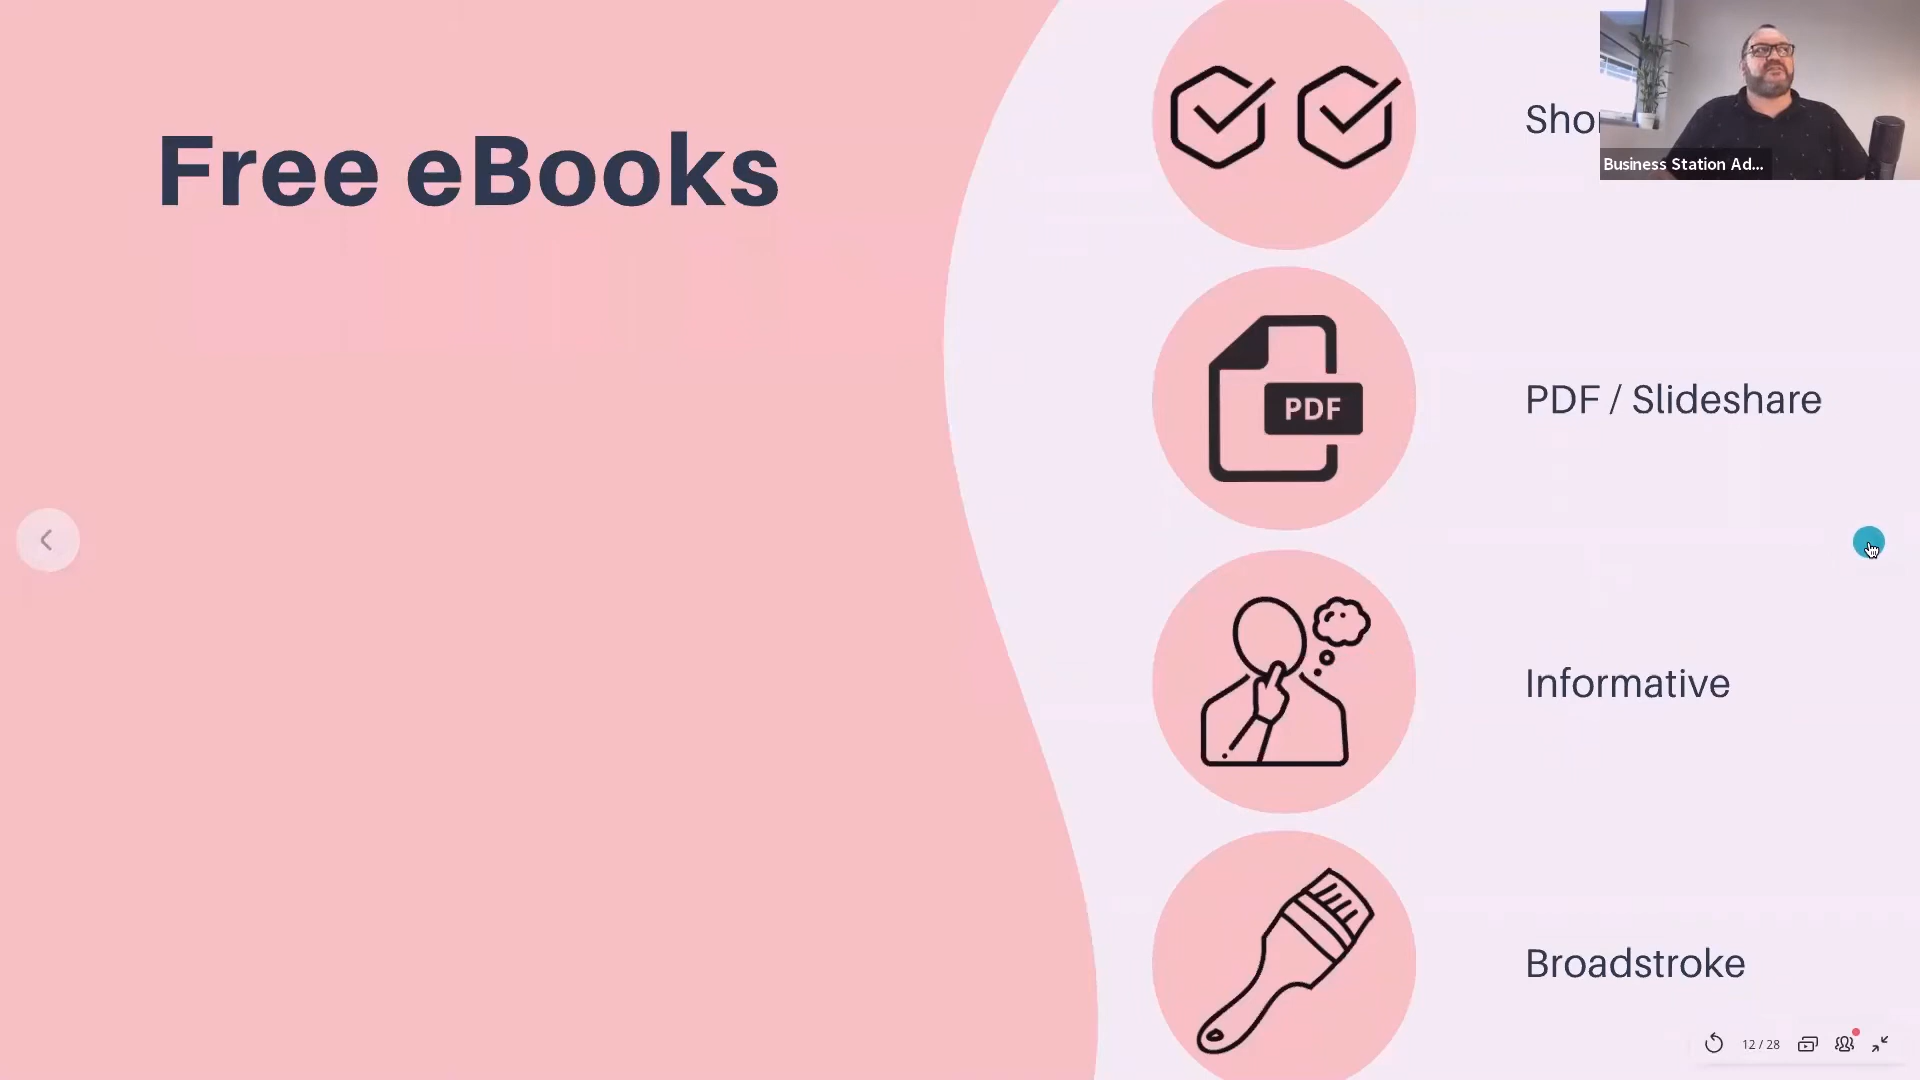 Free eBooks
Sho
Business Station Ad...
PDF
PDF / Slideshare
Informative
Broadstroke
12 / 28